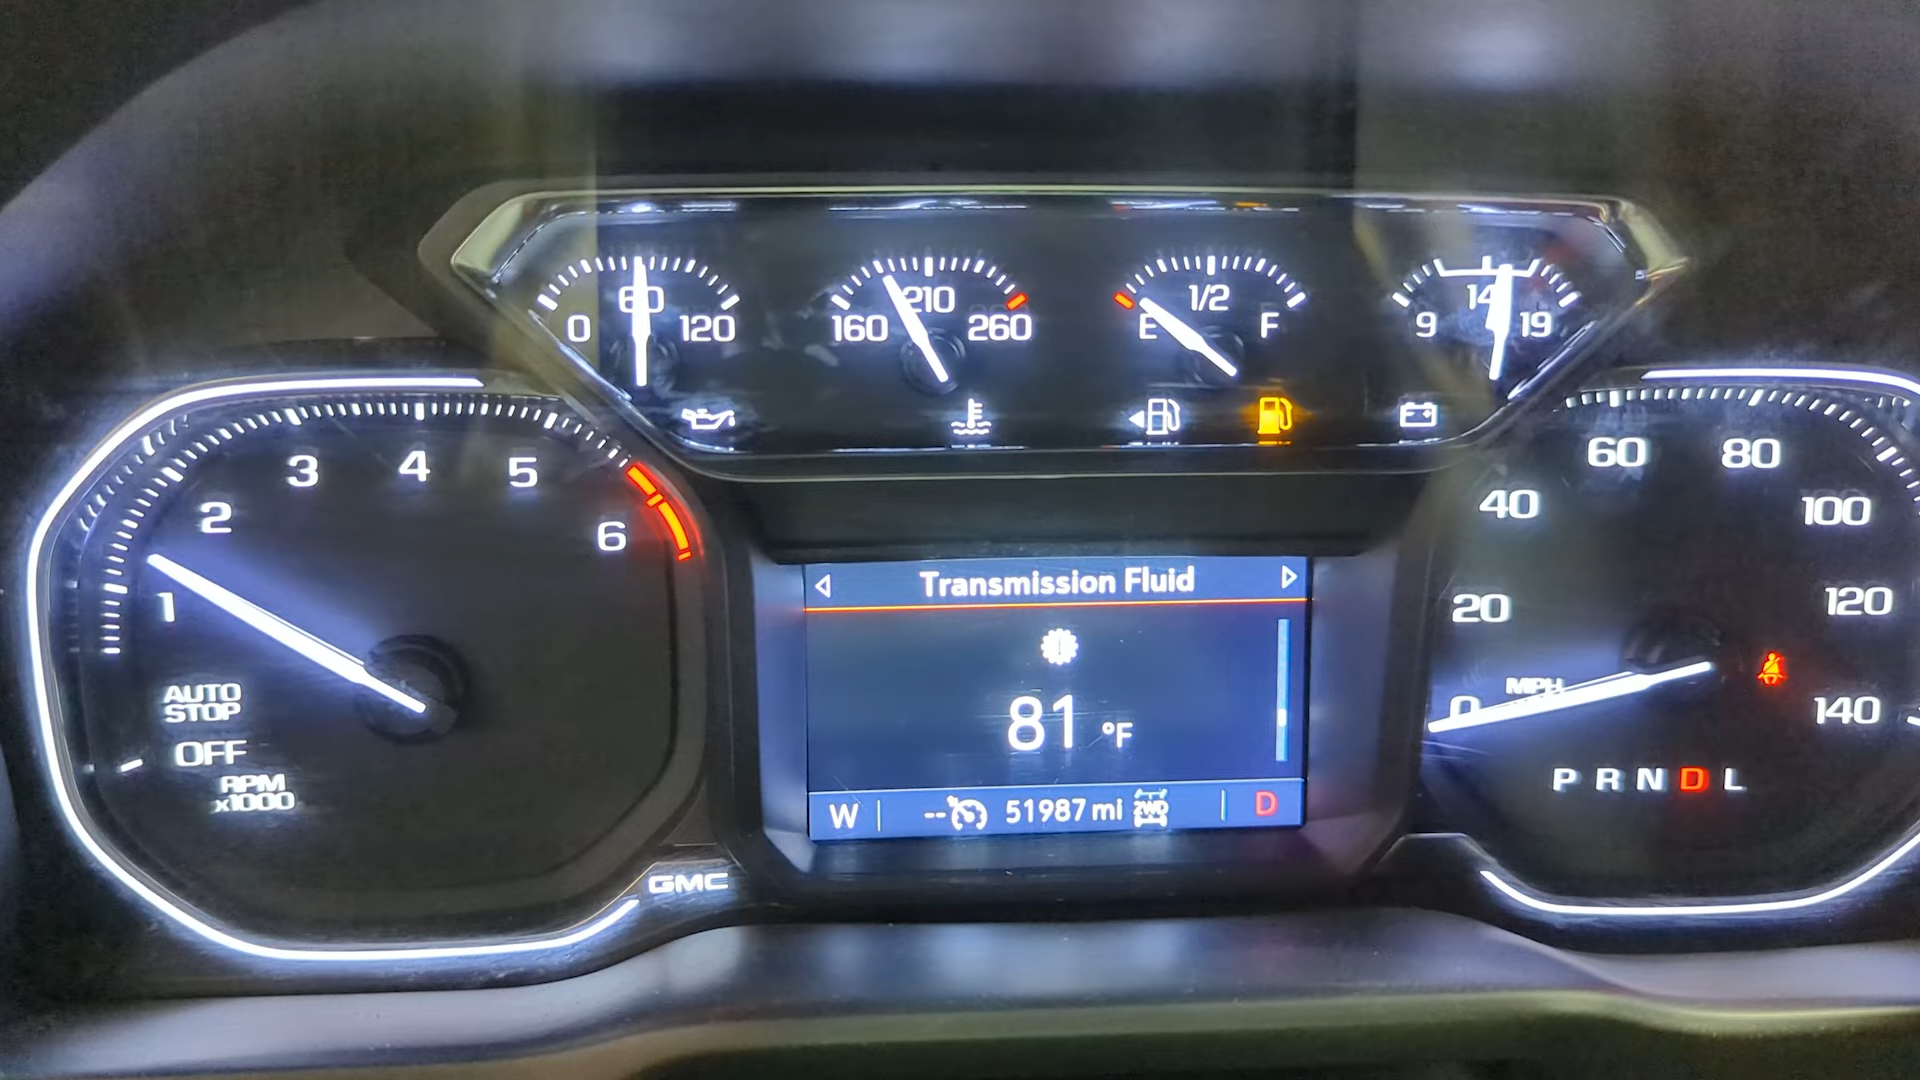 60
0 120
210
160 260
1/2
E F
14
9 19
1 2 3 4 5 6
AUTO
STOP
OFF
RPM
x1000
GMC
Transmission Fluid
81 °F
W -- 51987 mi 2WD D
0 20 40 60 80 100 120 140
MPH
P R N D L